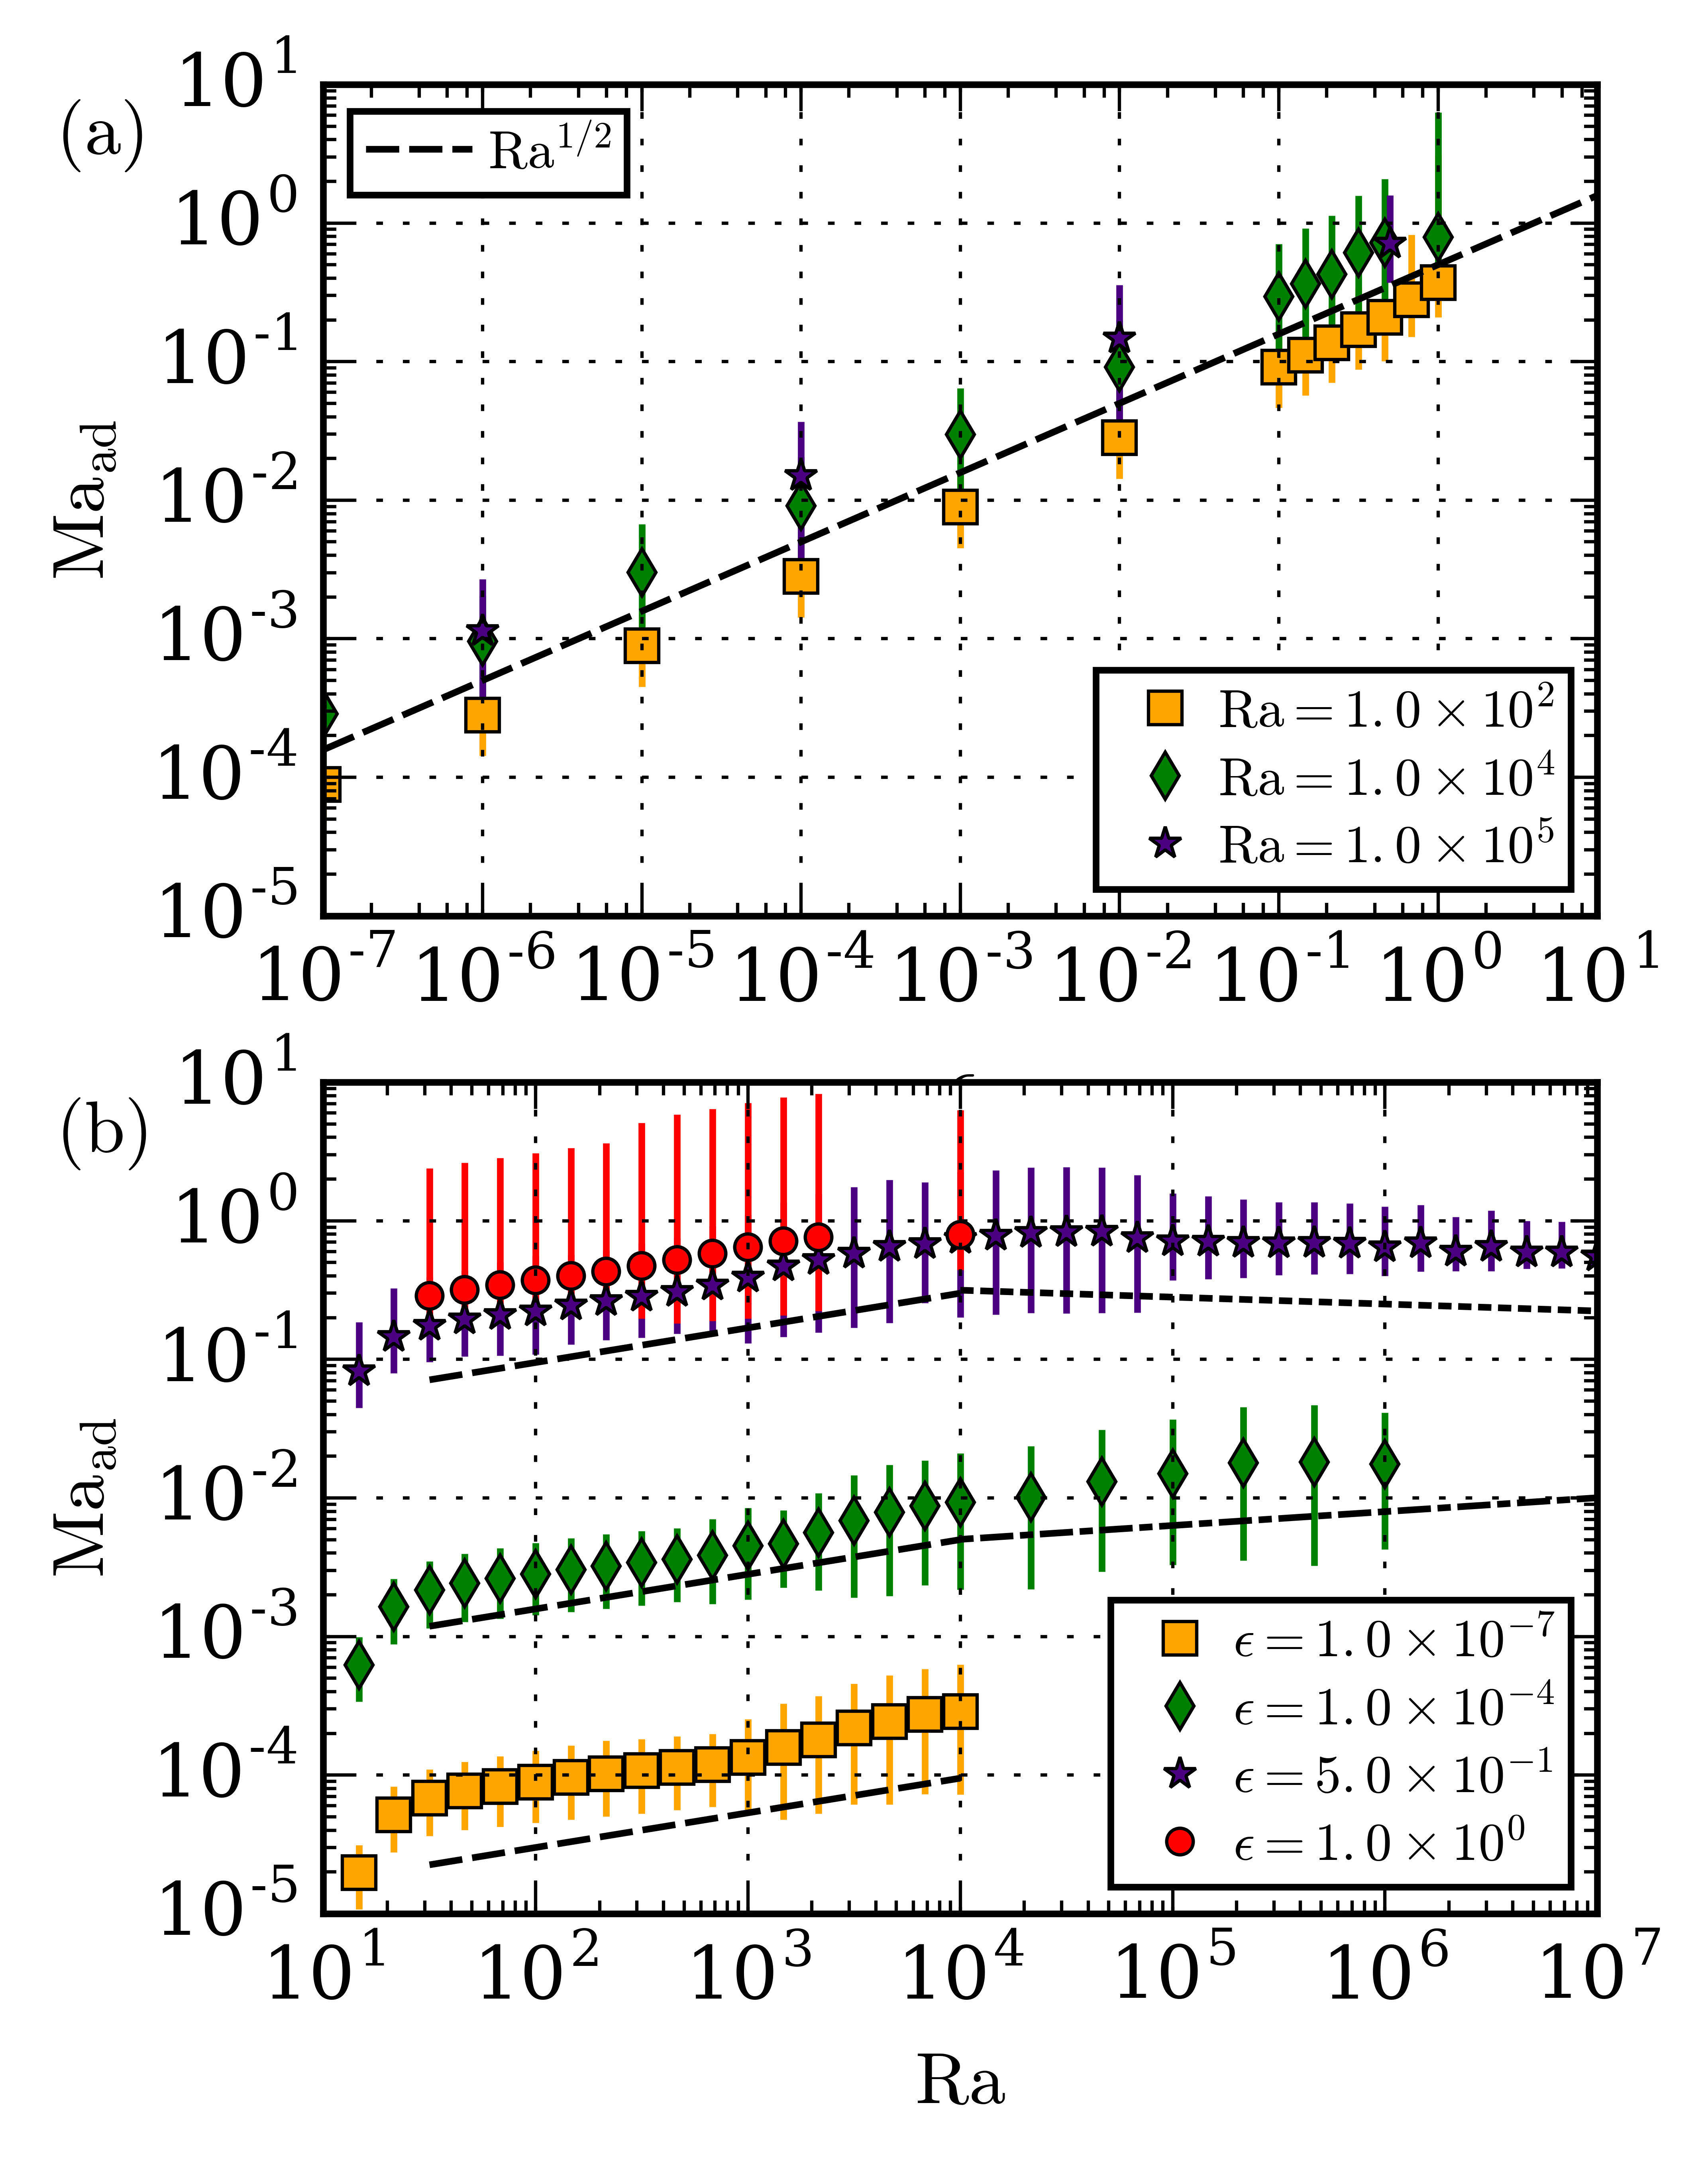 (a)
10^1
10^0
10^-1
10^-2
10^-3
10^-4
10^-5
Ma_ad
Ra^1/2
Ra = 1.0 × 10^2
Ra = 1.0 × 10^4
Ra = 1.0 × 10^5
10^-7 10^-6 10^-5 10^-4 10^-3 10^-2 10^-1 10^0 10^1
(b)
10^1
10^0
10^-1
10^-2
10^-3
10^-4
10^-5
Ma_ad
ϵ = 1.0 × 10^−7
ϵ = 1.0 × 10^−4
ϵ = 5.0 × 10^−1
ϵ = 1.0 × 10^0
10^1 10^2 10^3 10^4 10^5 10^6 10^7
Ra